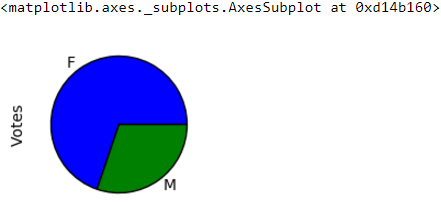 <matplotlib.axes._subplots.AxesSubplot at 0xd14b160>
F
Votes
M